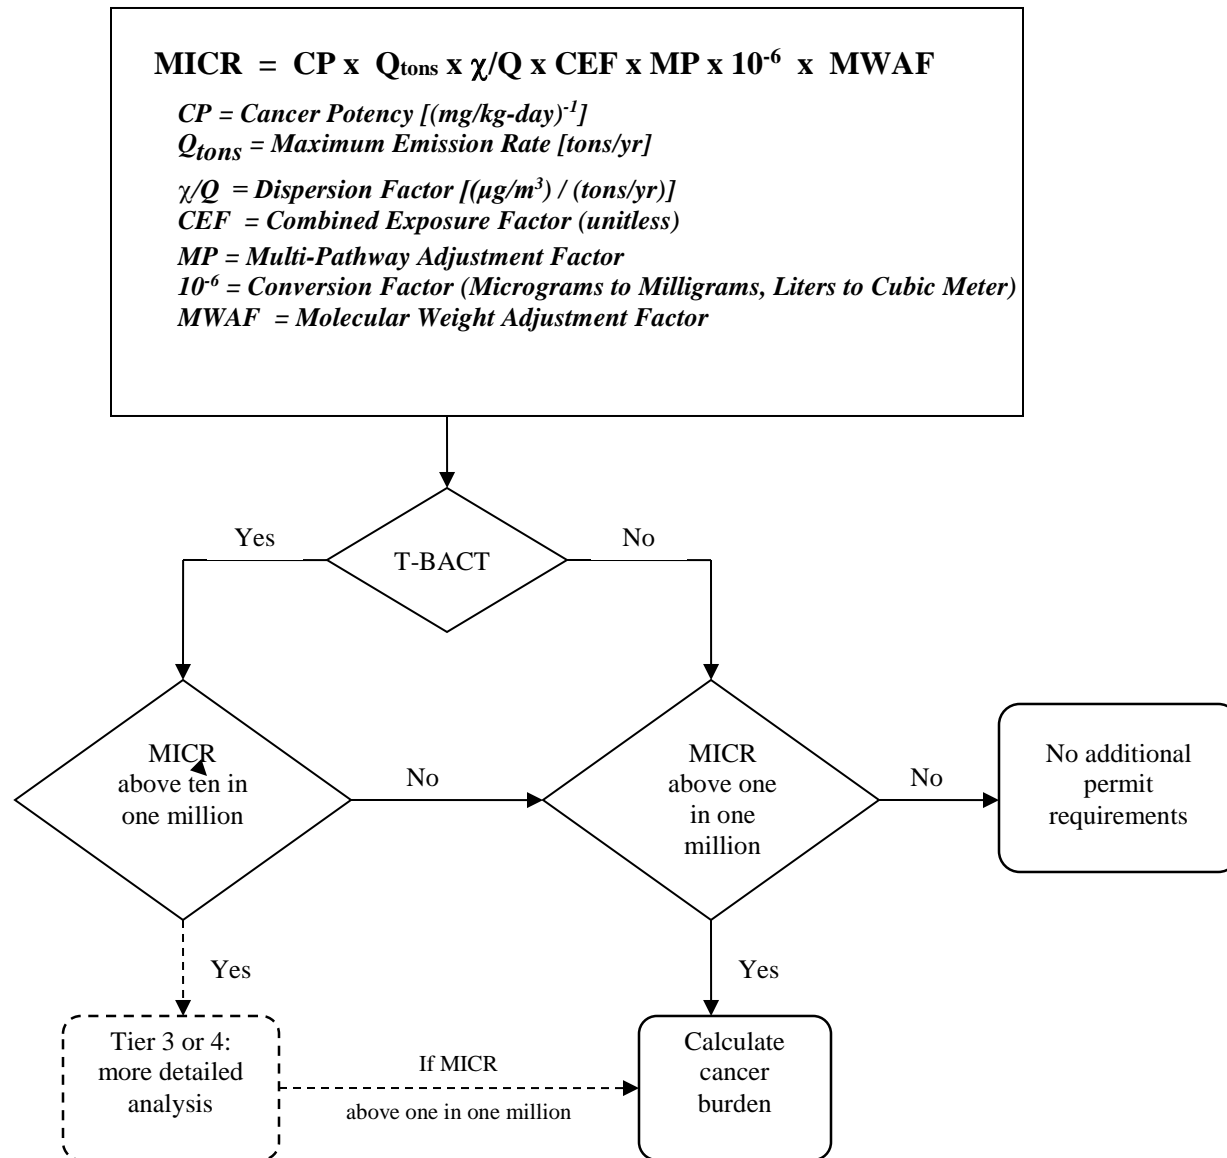 MICR = CP x Qtons x χ/Q x CEF x MP x 10-6 x MWAF
CP = Cancer Potency [(mg/kg-day)-1]
Qtons = Maximum Emission Rate [tons/yr]
χ/Q = Dispersion Factor [(µg/m3) / (tons/yr)]
CEF = Combined Exposure Factor (unitless)
MP = Multi-Pathway Adjustment Factor
10-6 = Conversion Factor (Micrograms to Milligrams, Liters to Cubic Meter)
MWAF = Molecular Weight Adjustment Factor
Yes
T-BACT
No
MICR
above ten in
one million
No
MICR
above one
in one
million
No
No additional
permit
requirements
Yes
Yes
Tier 3 or 4:
more detailed
analysis
If MICR
above one in one million
Calculate
cancer
burden